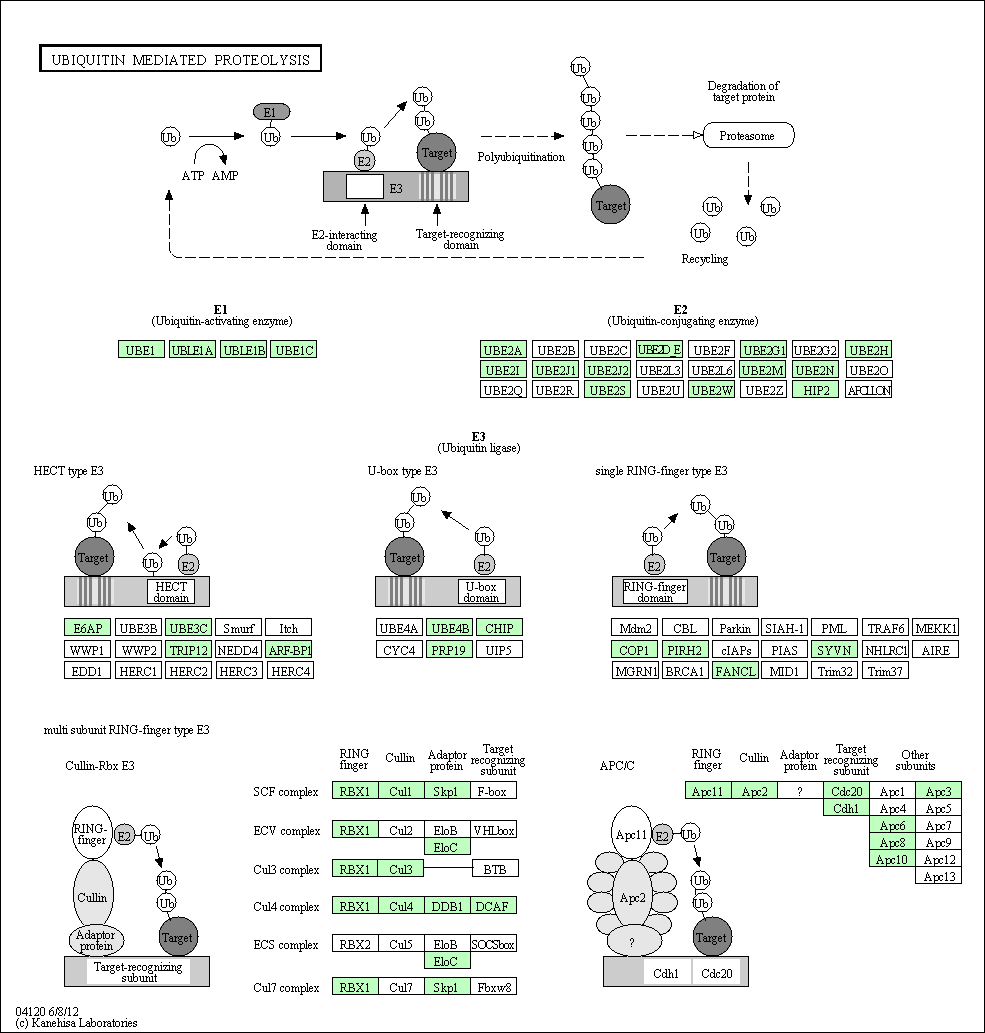 UBIQUITIN MEDIATED PROTEOLYSIS
Ub
ATP AMP
E1
Ub
Ub
E2
Ub
Ub
Target
E3
E2-interacting
domain
Target-recognizing
domain
Polyubiquitination
Ub
Ub
Ub
Ub
Ub
Target
Degradation of
target protein
Proteasome
Ub
Ub
Ub
Ub
Recycling
E1
(Ubiquitin-activating enzyme)
UBE1 UBLE1A UBLE1B UBE1C
E2
(Ubiquitin-conjugating enzyme)
UBE2A UBE2B UBE2C UBE2D_E UBE2F UBE2G1 UBE2G2 UBE2H
UBE2I UBE2J1 UBE2J2 UBE2L3 UBE2L6 UBE2M UBE2N UBE2O
UBE2Q UBE2R UBE2S UBE2U UBE2W UBE2Z HIP2 APCLLON
E3
(Ubiquitin ligase)
HECT type E3
Ub
Ub
Target
Ub
Ub
E2
HECT
domain
E6AP UBE3B UBE3C Smurf Itch
WWP1 WWP2 TRIP12 NEDD4 ARF-BP1
EDD1 HERC1 HERC2 HERC3 HERC4
U-box type E3
Ub
Ub
Target
Ub
E2
U-box
domain
UBE4A UBE4B CHIP
CYC4 PRP19 UIP5
single RING-finger type E3
Ub
E2
Ub
Ub
Target
RING-finger
domain
Mdm2 CBL Parkin SIAH-1 PML TRAF6 MEKK1
COP1 PIRH2 cIAPs PIAS SYVN NHLRC1 AIRE
MGRN1 BRCA1 FANCL MID1 Trim32 Trim37
multi subunit RING-finger type E3
Cullin-Rbx E3
RING-
finger
E2 Ub
Cullin
Ub
Ub
Adaptor
protein
Target
Target-recognizing
subunit
RING
finger
Cullin
Adaptor
protein
Target
recognizing
subunit
SCF complex RBX1 Cul1 Skp1 F-box
ECV complex RBX1 Cul2 EloB VHLbox
EloC
Cul3 complex RBX1 Cul3 BTB
Cul4 complex RBX1 Cul4 DDB1 DCAF
ECS complex RBX2 Cul5 EloB SOCSbox
EloC
Cul7 complex RBX1 Cul7 Skp1 Fbxw8
APC/C
RING
finger
Cullin
Adaptor
protein
Target
recognizing
subunit
Other
subunits
Apc11 Apc2 ? Cdc20 Apc1 Apc3
Cdh1 Apc4 Apc5
Apc6 Apc7
Apc8 Apc9
Apc10 Apc12
Apc13
Apc11 E2 Ub
Apc2
Ub
Ub
?
Target
Cdh1 Cdc20
04120 6/8/12
(c) Kanehisa Laboratories